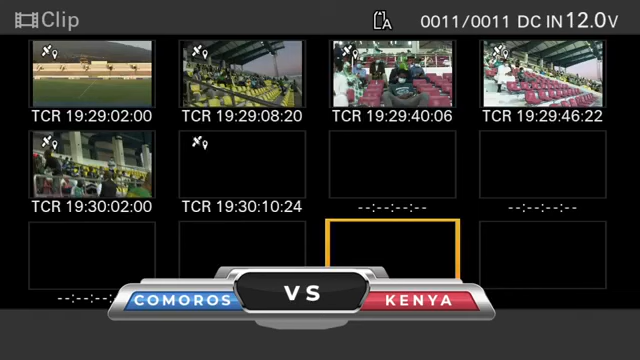 Clip
A
0011/0011 DC IN 12.0V
TCR 19:29:02:00 TCR 19:29:08:20 TCR 19:29:40:06 TCR 19:29:46:22
TCR 19:30:02:00 TCR 19:30:10:24 --:--:--:-- --:--:--:--
--:--:--
COMOROS VS KENYA